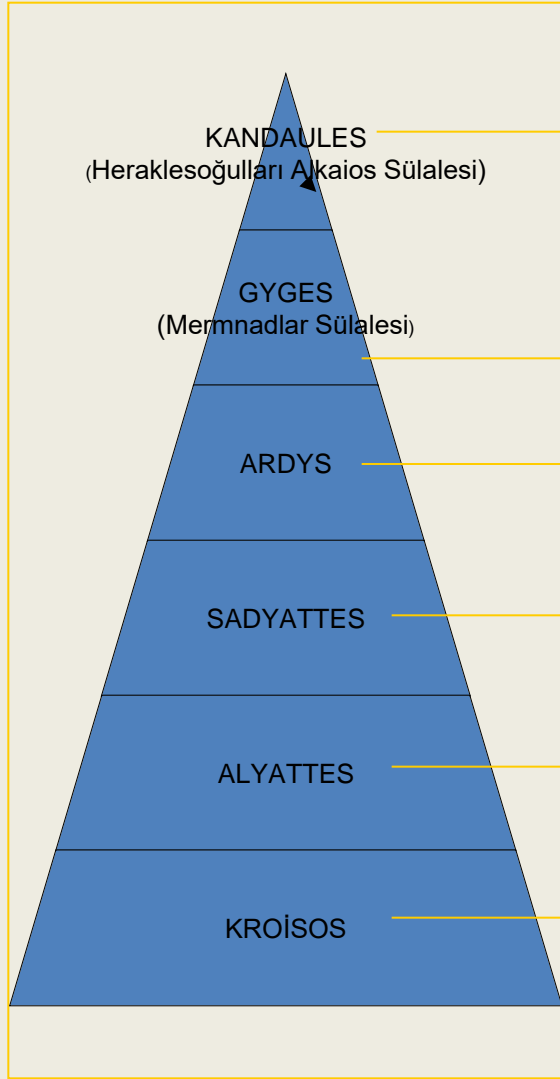 KANDAULES
(Heraklesoğulları Alkaios Sülalesi)
GYGES
(Mermnadlar Sülalesi)
ARDYS
SADYATTES
ALYATTES
KROİSOS